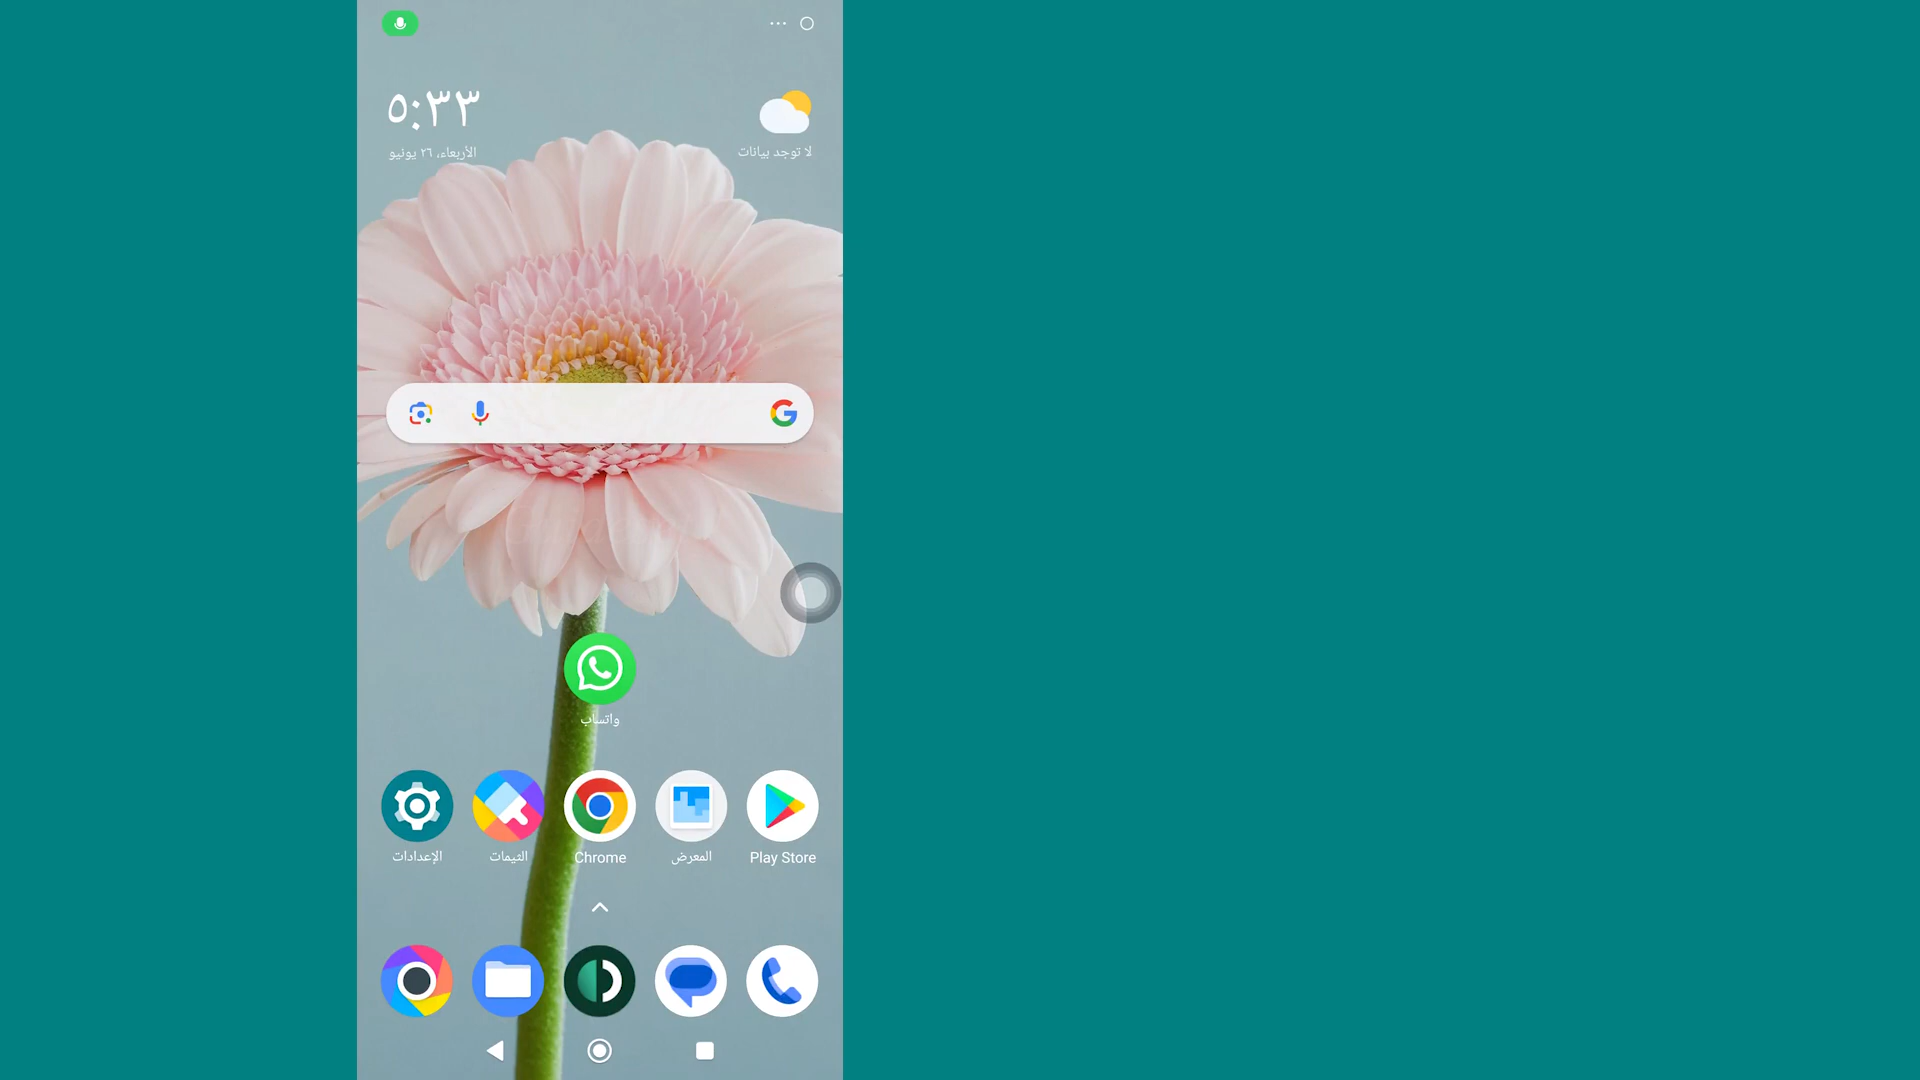 ٥:٣٣
الأربعاء، ٢٦ يونيو
لا توجد بيانات
واتساب
الإعدادات
الثيمات
Chrome
المعرض
Play Store